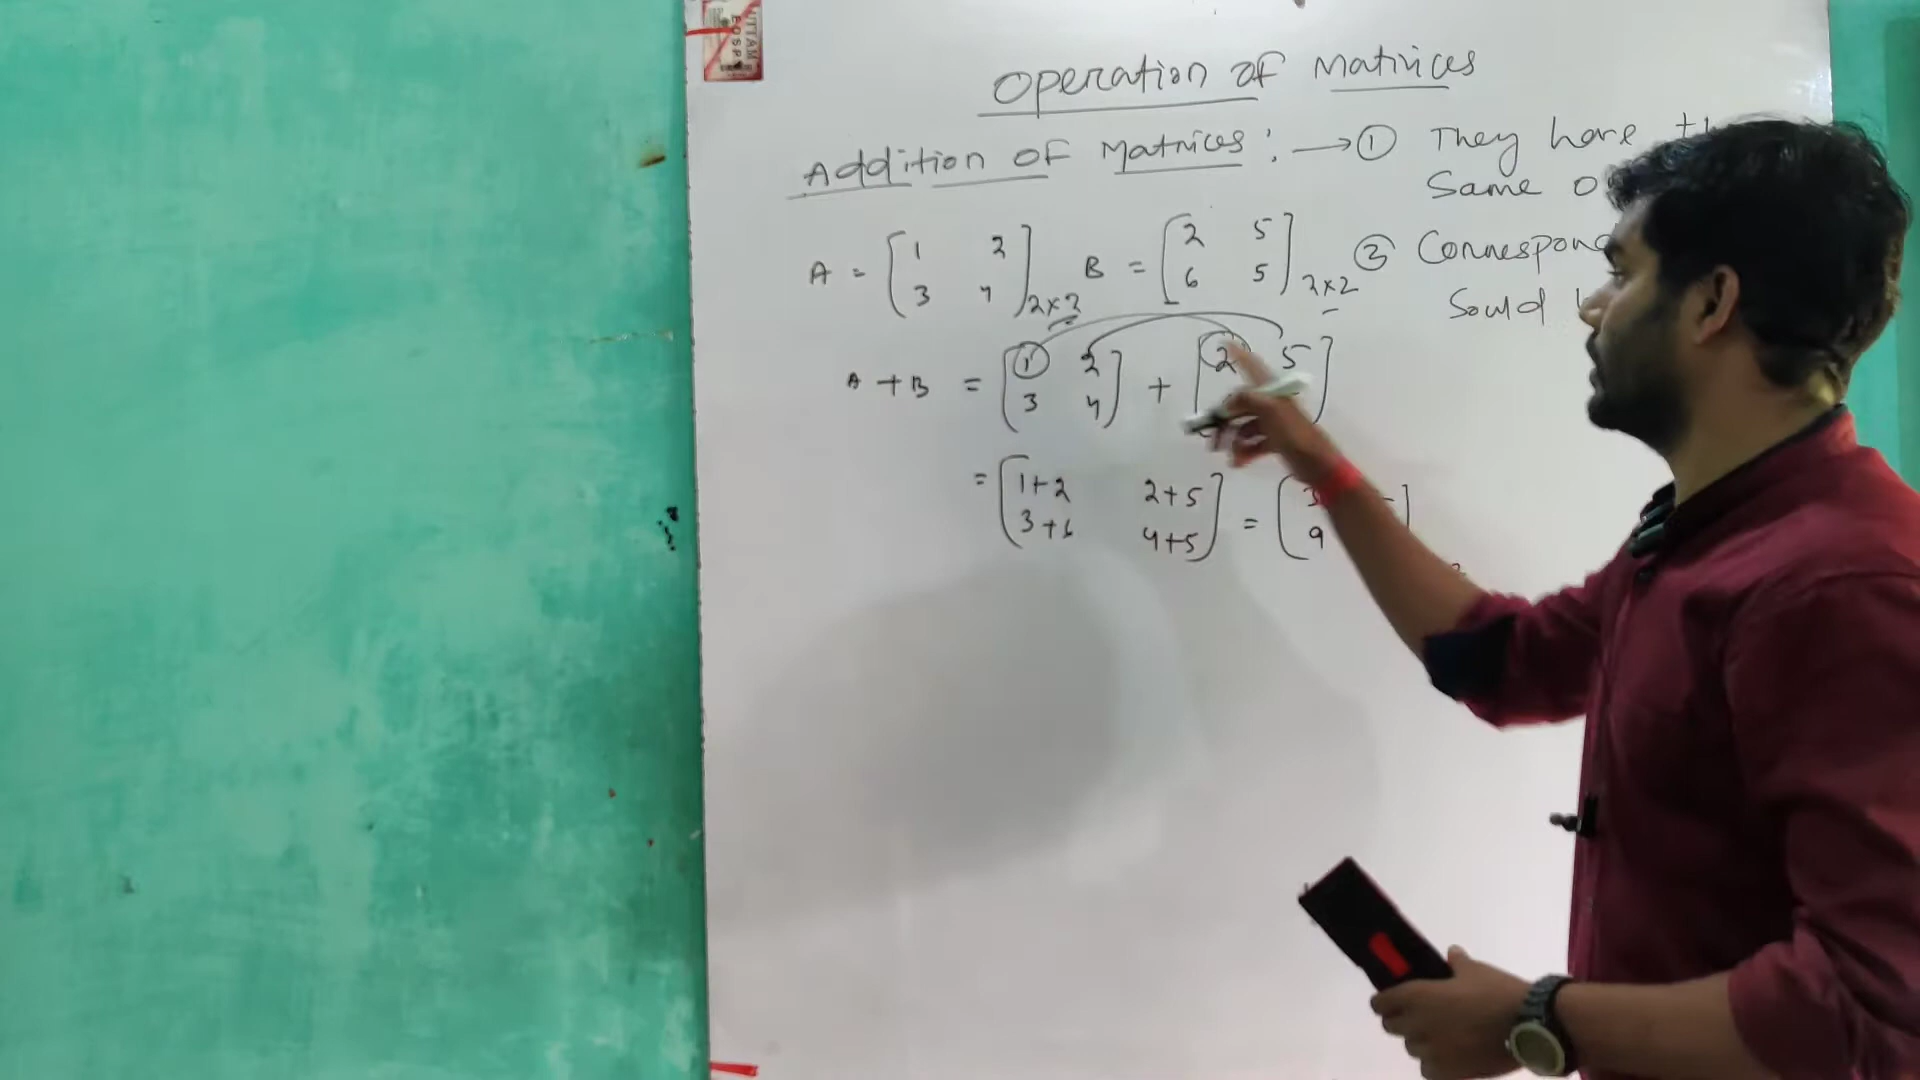 UTTAM
Operation of Matrices
Addition of Matrices : → ① They have
Same
A = [1 2 3 4] 2×2 B = [2 5 6 5] 2×2 ② Correspon
Sould
A + B = [1 2 3 4] + [2 5
= [1+2 2+5 3+6 4+5] = [3 9